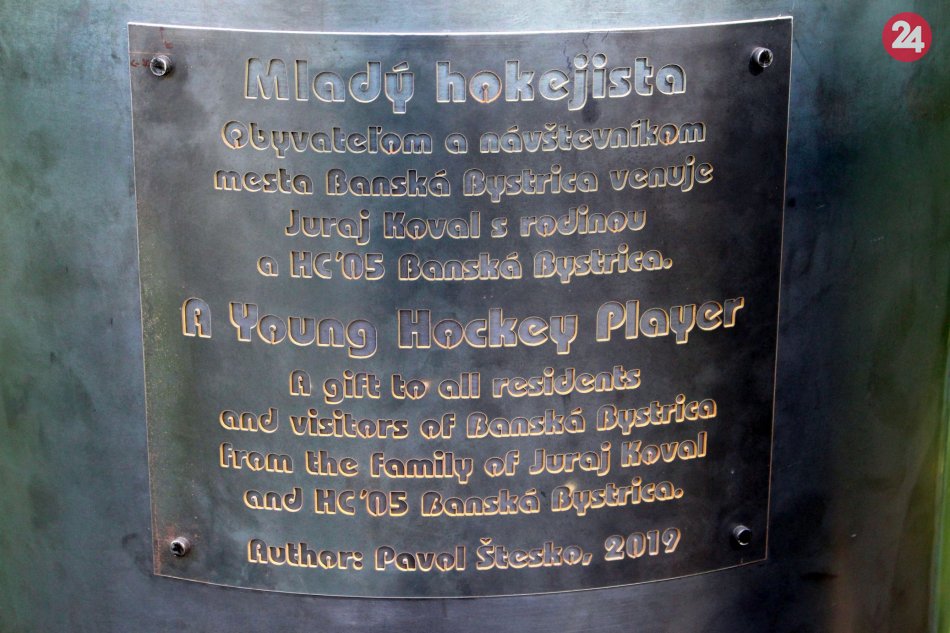 24
Mladý hokejista
Obyvateľom a návštevníkom
mesta Banská Bystrica venuje
Juraj Koval s rodinou
a HC'05 Banská Bystrica.
A Young Hockey Player
A gift to all residents
and visitors of Banská Bystrica
from the family of Juraj Koval
and HC'05 Banská Bystrica.
Author: Pavol Štesko, 2019